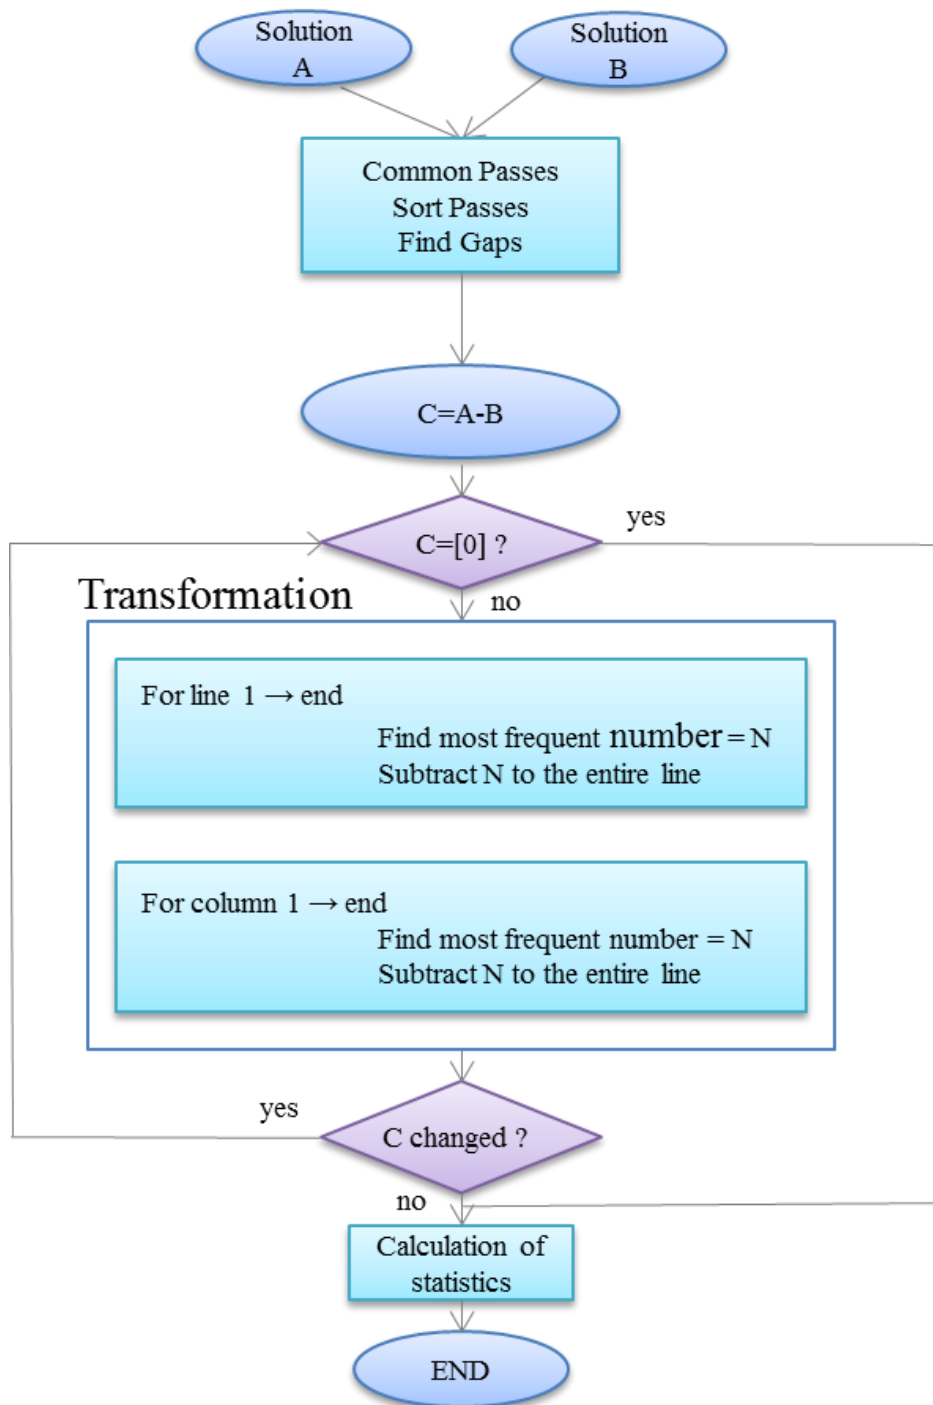 Solution
A
Solution
B
Common Passes
Sort Passes
Find Gaps
C=A-B
C=[0] ?
yes
no
Transformation
For line 1 → end
Find most frequent number = N
Subtract N to the entire line
For column 1 → end
Find most frequent number = N
Subtract N to the entire line
yes
C changed ?
no
Calculation of
statistics
END